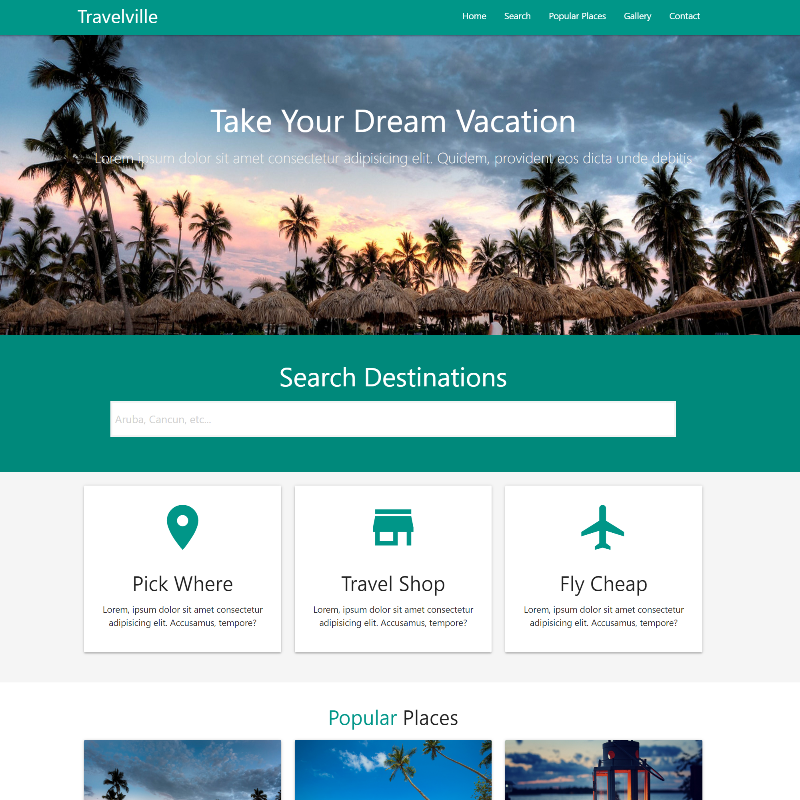 Travelville
Home Search Popular Places Gallery Contact
Take Your Dream Vacation
Lorem ipsum dolor sit amet consectetur adipisicing elit. Quidem, provident eos dicta unde debitis
Search Destinations
Aruba, Cancun, etc...
Pick Where
Lorem, ipsum dolor sit amet consectetur
adipisicing elit. Accusamus, tempore?
Travel Shop
Lorem, ipsum dolor sit amet consectetur
adipisicing elit. Accusamus, tempore?
Fly Cheap
Lorem, ipsum dolor sit amet consectetur
adipisicing elit. Accusamus, tempore?
Popular Places